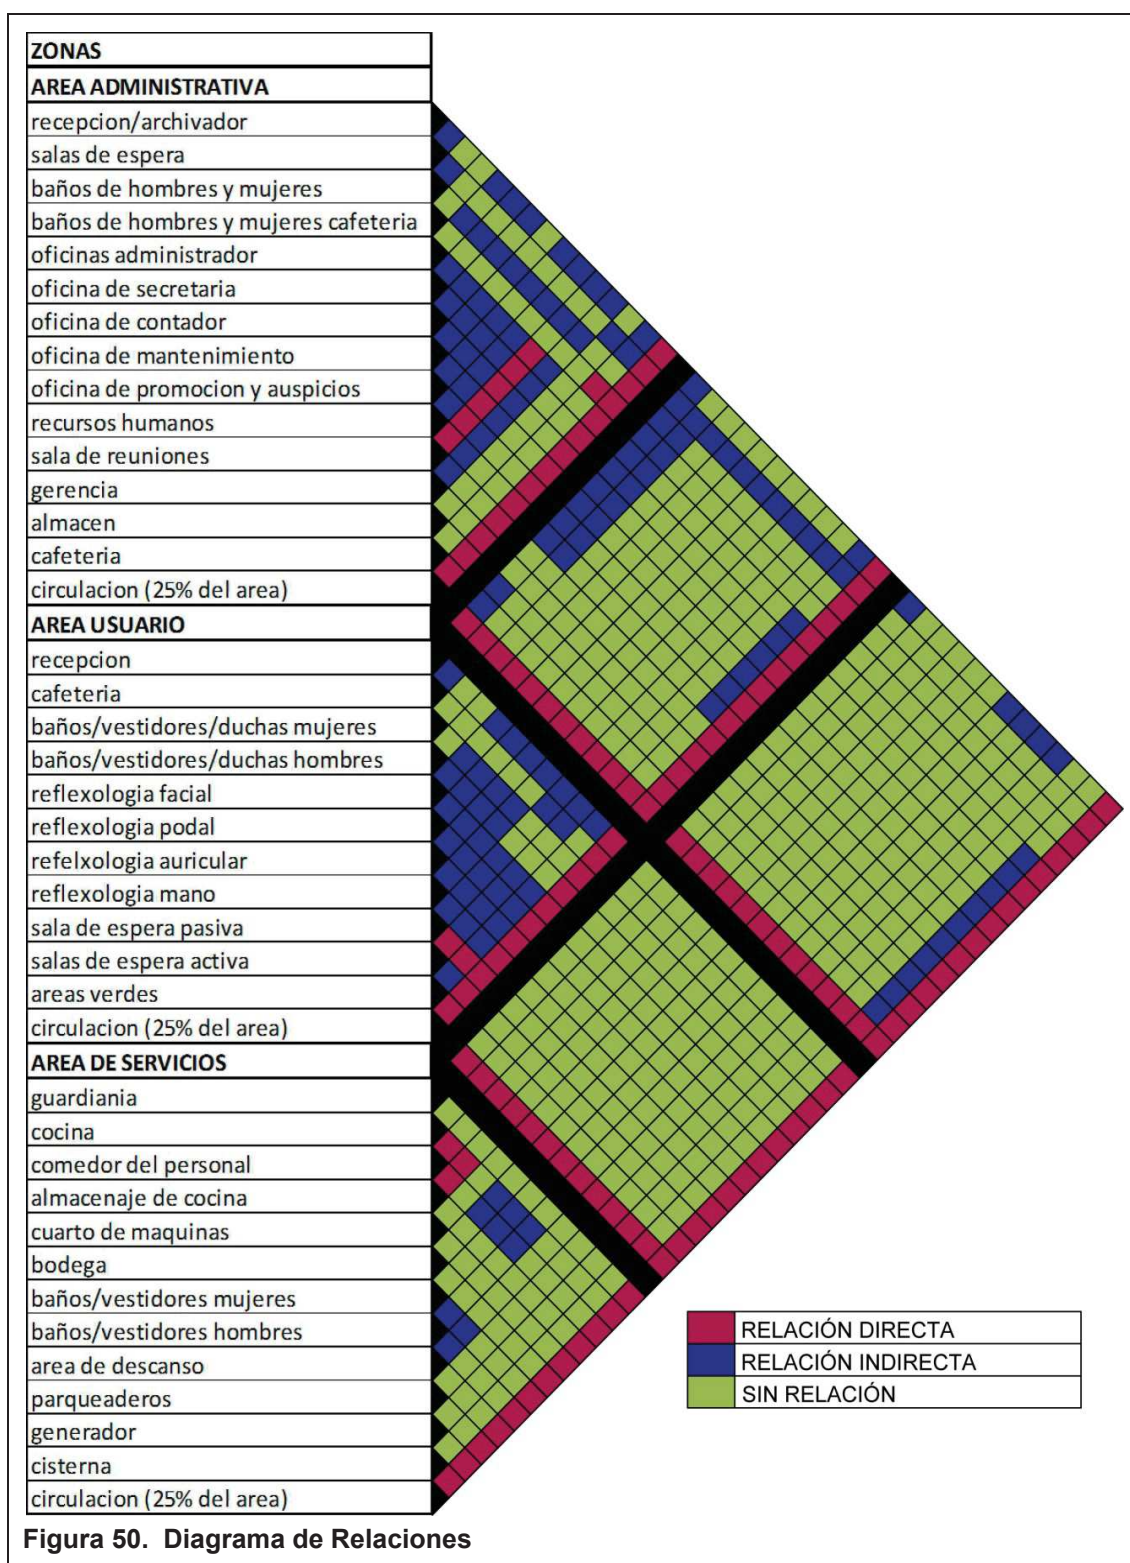 ZONAS
AREA ADMINISTRATIVA
recepcion/archivador
salas de espera
baños de hombres y mujeres
baños de hombres y mujeres cafeteria
oficinas administrador
oficina de secretaria
oficina de contador
oficina de mantenimiento
oficina de promocion y auspicios
recursos humanos
sala de reuniones
gerencia
almacen
cafeteria
circulacion (25% del area)
AREA USUARIO
recepcion
cafeteria
baños/vestidores/duchas mujeres
baños/vestidores/duchas hombres
reflexologia facial
reflexologia podal
refelxologia auricular
reflexologia mano
sala de espera pasiva
salas de espera activa
areas verdes
circulacion (25% del area)
AREA DE SERVICIOS
guardiania
cocina
comedor del personal
almacenaje de cocina
cuarto de maquinas
bodega
baños/vestidores mujeres
baños/vestidores hombres
area de descanso
parqueaderos
generador
cisterna
circulacion (25% del area)
RELACIÓN DIRECTA
RELACIÓN INDIRECTA
SIN RELACIÓN
Figura 50. Diagrama de Relaciones